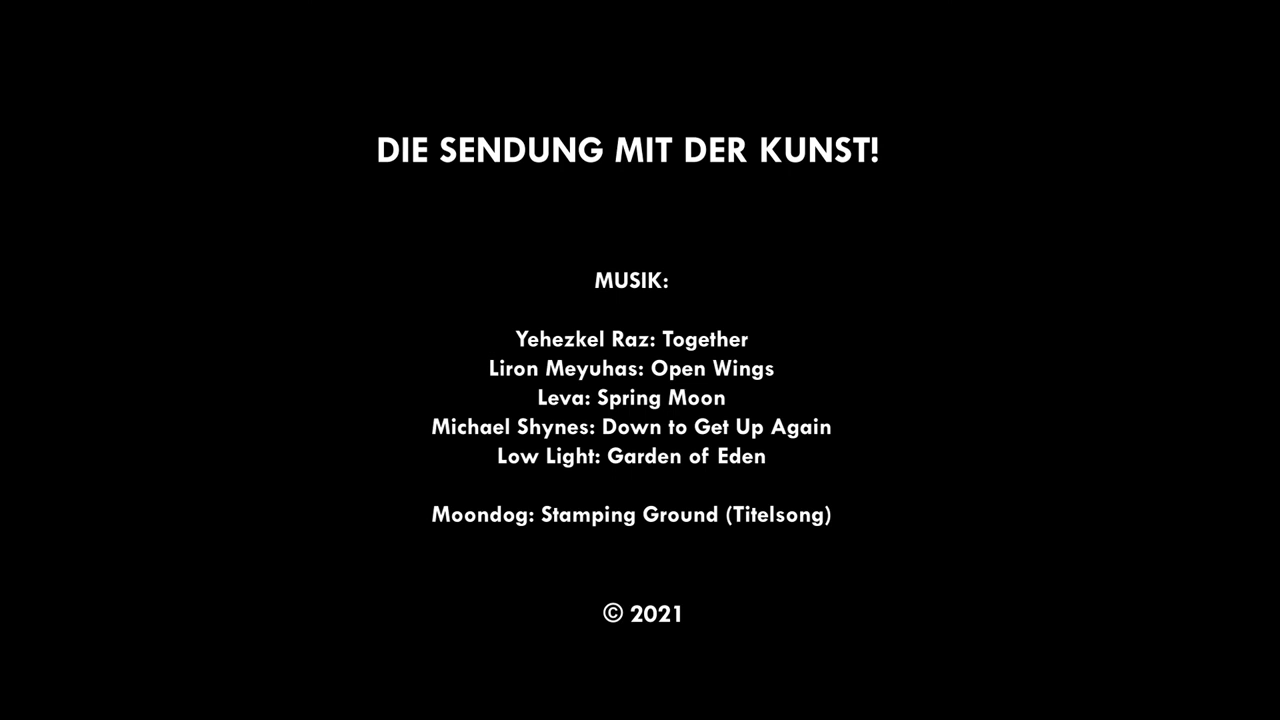 DIE SENDUNG MIT DER KUNST!
MUSIK:
Yehezkel Raz: Together
Liron Meyuhas: Open Wings
Leva: Spring Moon
Michael Shynes: Down to Get Up Again
Low Light: Garden of Eden
Moondog: Stamping Ground (Titelsong)
© 2021